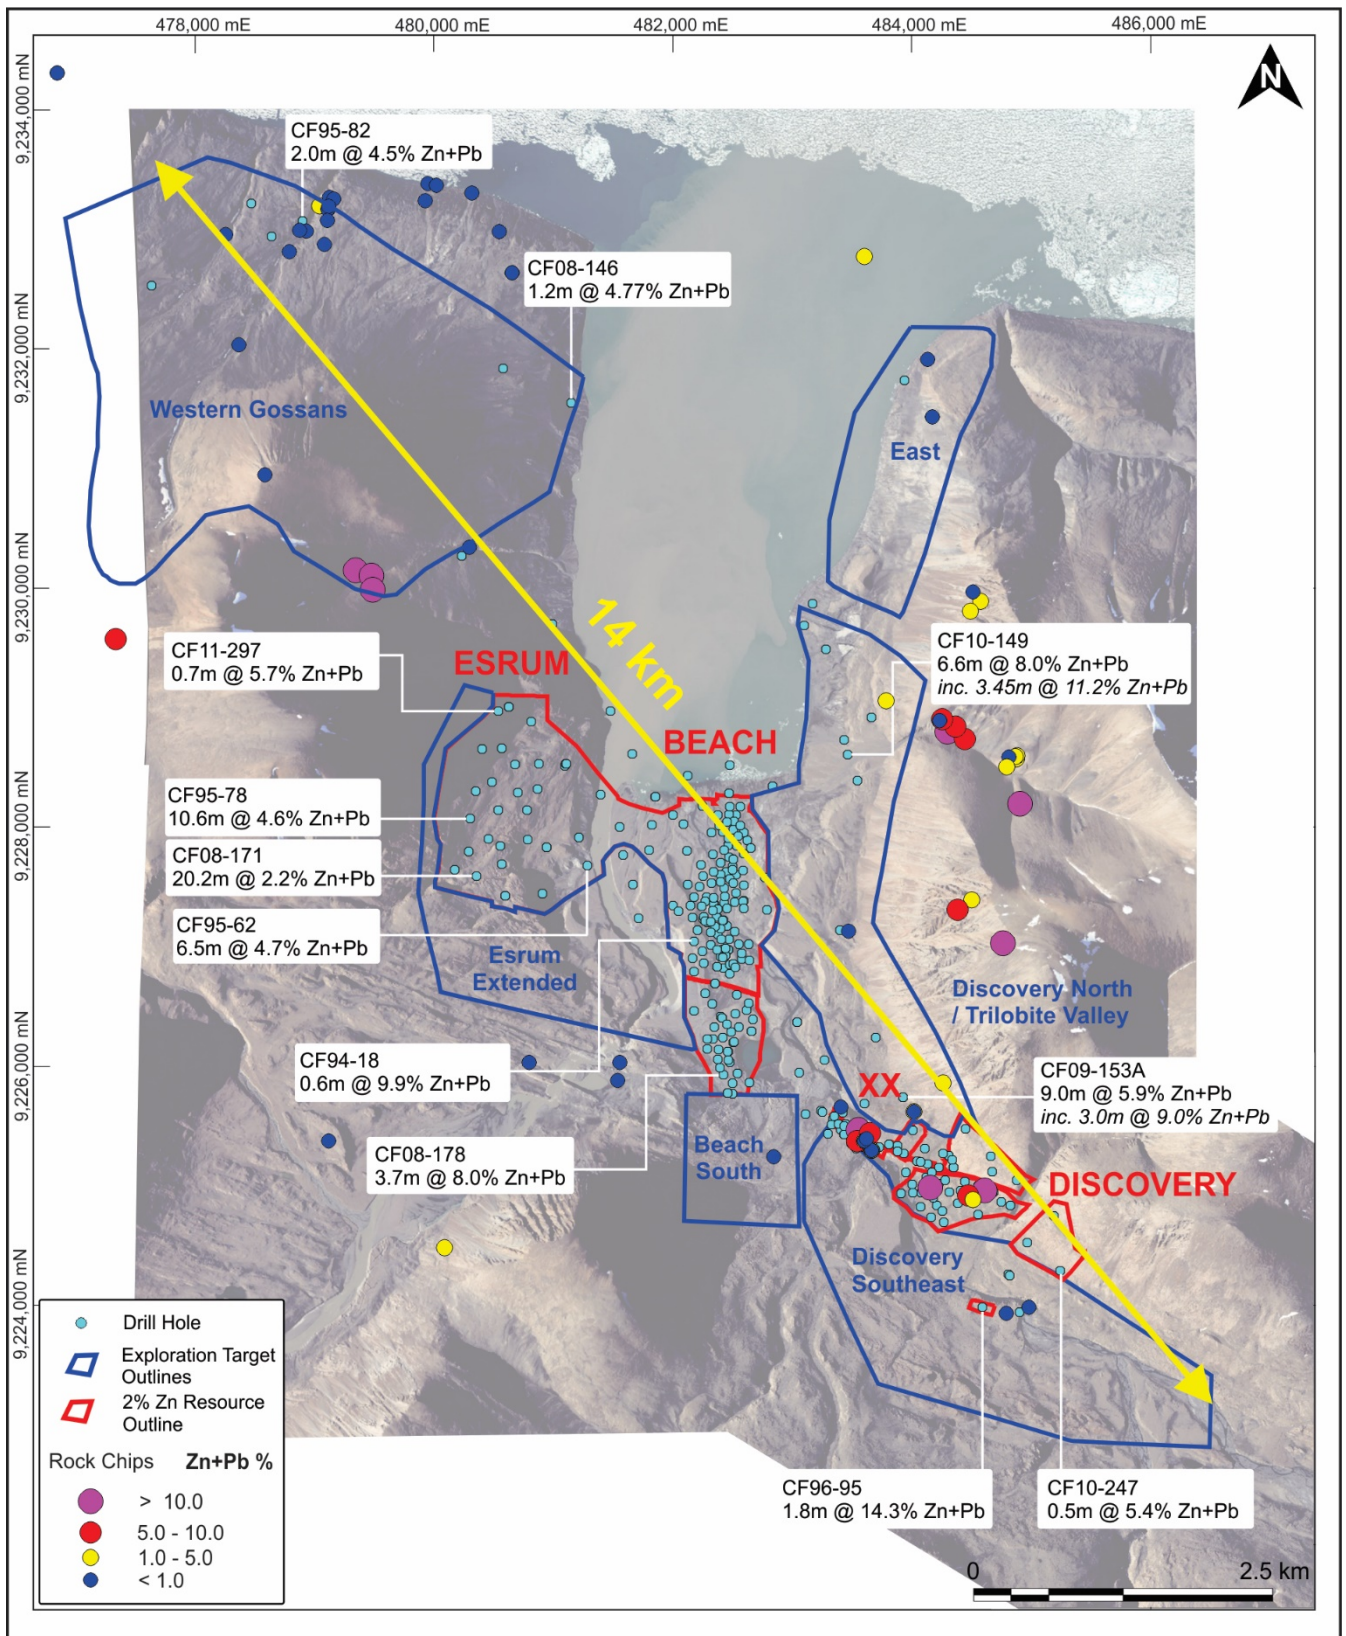 478,000 mE
480,000 mE
482,000 mE
484,000 mE
486,000 mE
9,234,000 mN
9,232,000 mN
9,230,000 mN
9,228,000 mN
9,226,000 mN
9,224,000 mN
N
CF95-82
2.0m @ 4.5% Zn+Pb
CF08-146
1.2m @ 4.77% Zn+Pb
Western Gossans
East
14 km
CF11-297
0.7m @ 5.7% Zn+Pb
ESRUM
CF10-149
6.6m @ 8.0% Zn+Pb
inc. 3.45m @ 11.2% Zn+Pb
BEACH
CF95-78
10.6m @ 4.6% Zn+Pb
CF08-171
20.2m @ 2.2% Zn+Pb
CF95-62
6.5m @ 4.7% Zn+Pb
Esrum
Extended
Discovery North
/ Trilobite Valley
CF94-18
0.6m @ 9.9% Zn+Pb
XX
CF09-153A
9.0m @ 5.9% Zn+Pb
inc. 3.0m @ 9.0% Zn+Pb
CF08-178
3.7m @ 8.0% Zn+Pb
Beach
South
DISCOVERY
Discovery
Southeast
CF96-95
1.8m @ 14.3% Zn+Pb
CF10-247
0.5m @ 5.4% Zn+Pb
Drill Hole
Exploration Target
Outlines
2% Zn Resource
Outline
Rock Chips Zn+Pb %
> 10.0
5.0 - 10.0
1.0 - 5.0
< 1.0
0
2.5 km